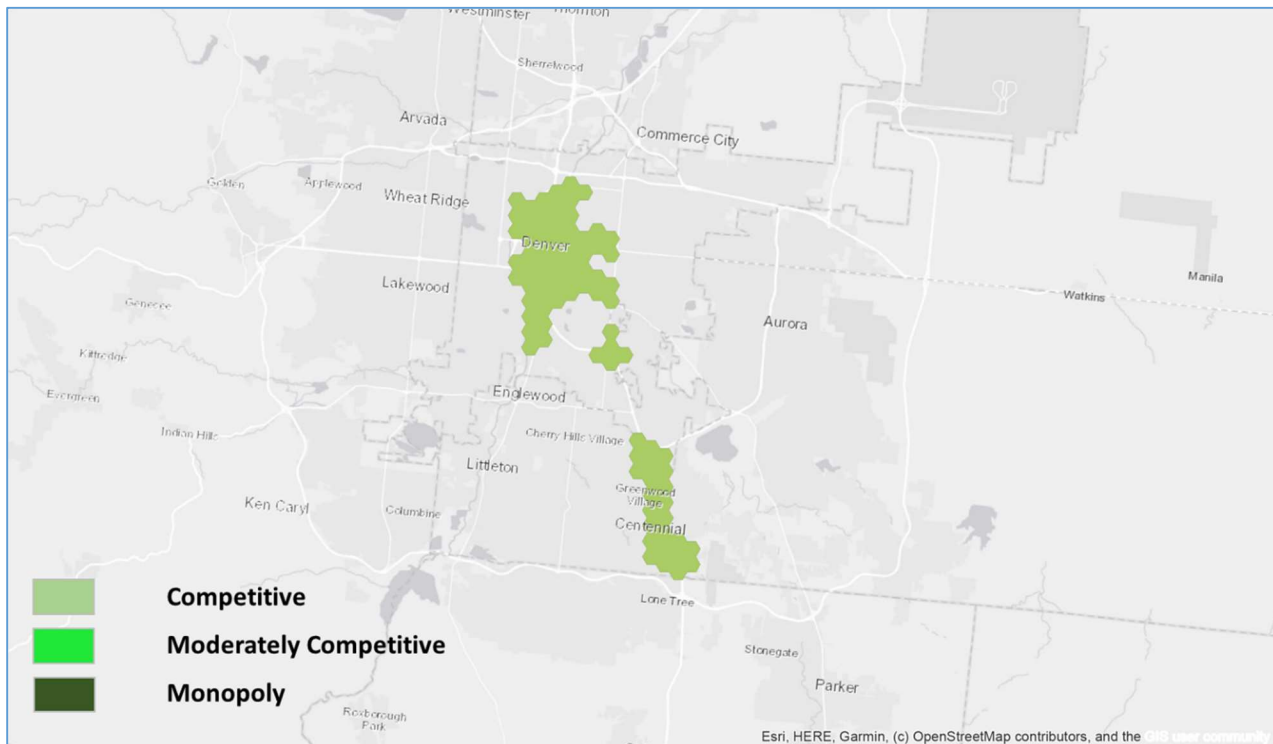 Westminster
Thornton
Sherrelwood
Arvada
Commerce City
Golden
Applewood
Wheat Ridge
Denver
Lakewood
Genesee
Manila
Watkins
Aurora
Kittredge
Evergreen
Englewood
Indian Hills
Cherry Hills Village
Littleton
Greenwood
Village
Ken Caryl
Columbine
Centennial
Competitive
Lone Tree
Moderately Competitive
Stonegate
Monopoly
Parker
Roxborough
Park
Esri, HERE, Garmin, (c) OpenStreetMap contributors, and the GIS user community